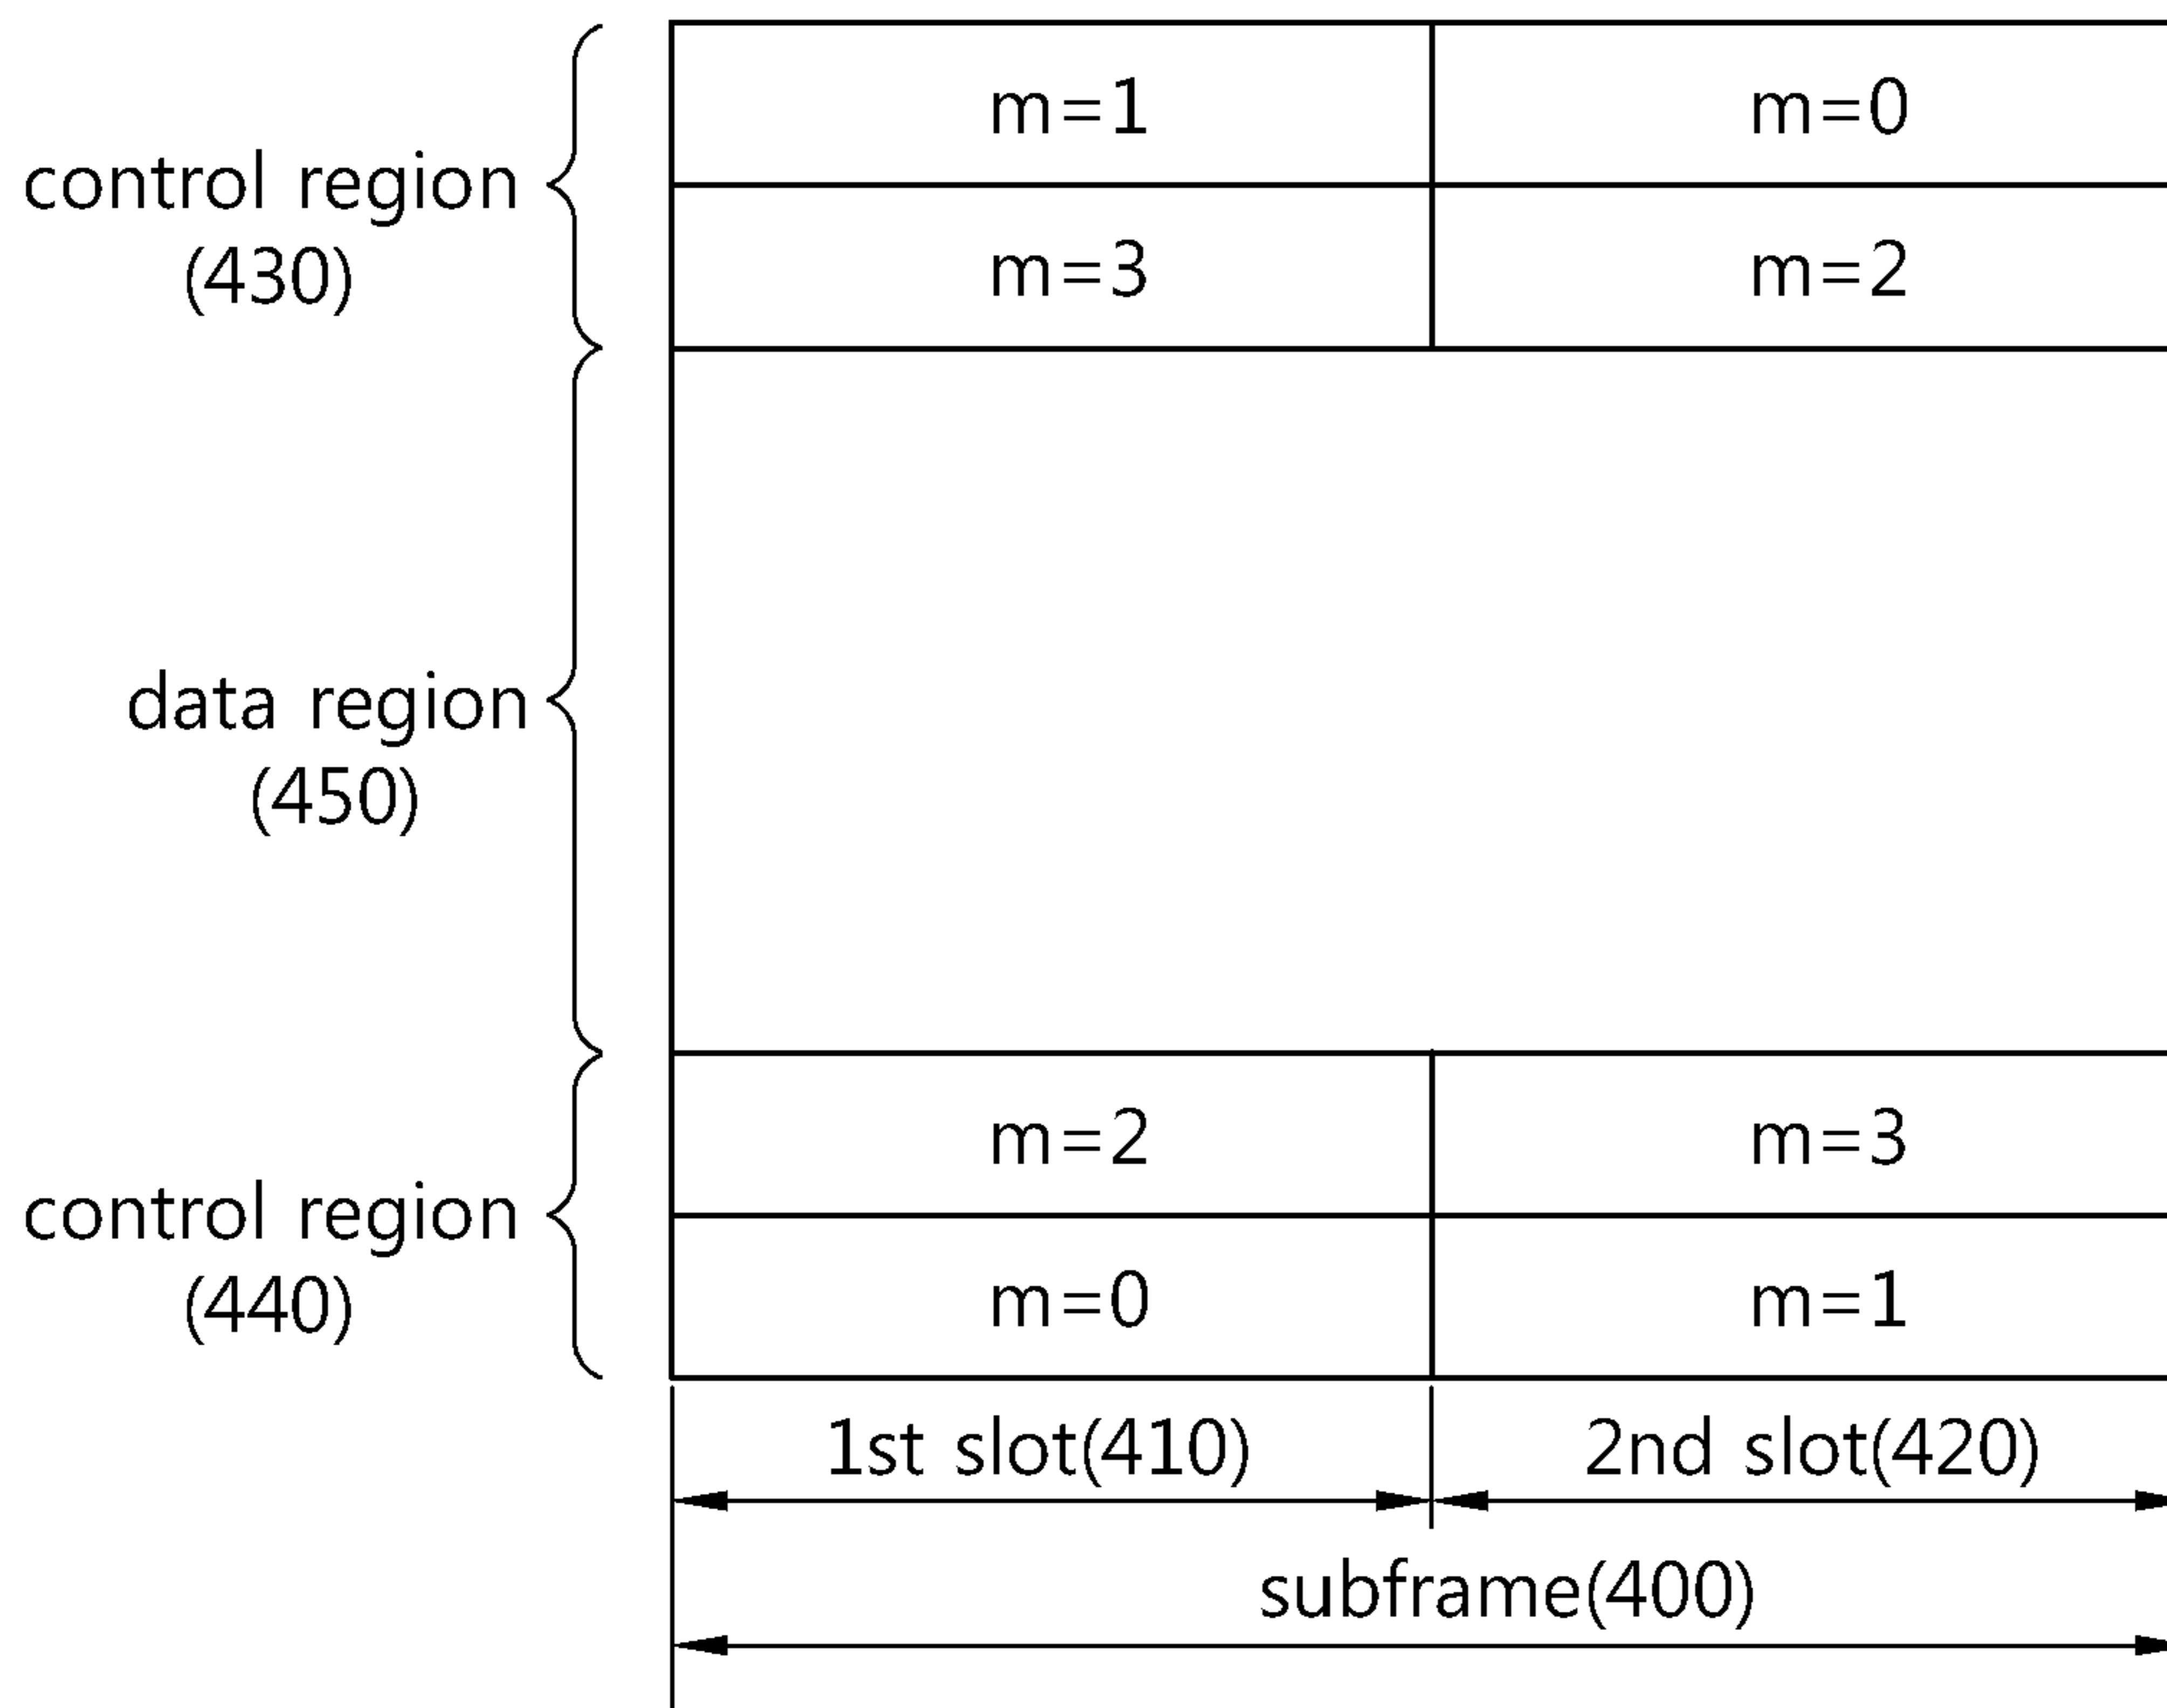 m=1 m=0
control region
(430)
m=3 m=2
data region
(450)
m=2 m=3
control region
(440)
m=0 m=1
1st slot(410) 2nd slot(420)
subframe(400)